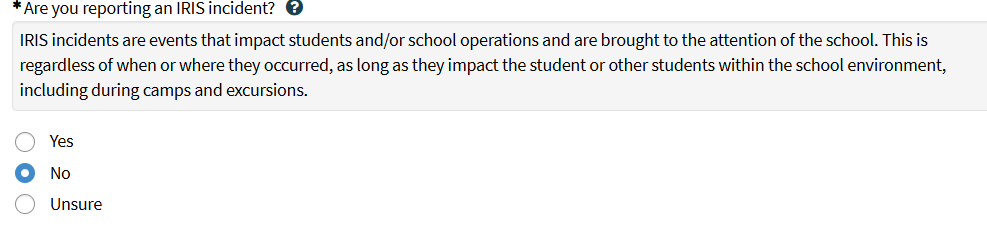 * Are you reporting an IRIS incident? ?
IRIS incidents are events that impact students and/or school operations and are brought to the attention of the school. This is
regardless of when or where they occurred, as long as they impact the student or other students within the school environment,
including during camps and excursions.
Yes
No
Unsure